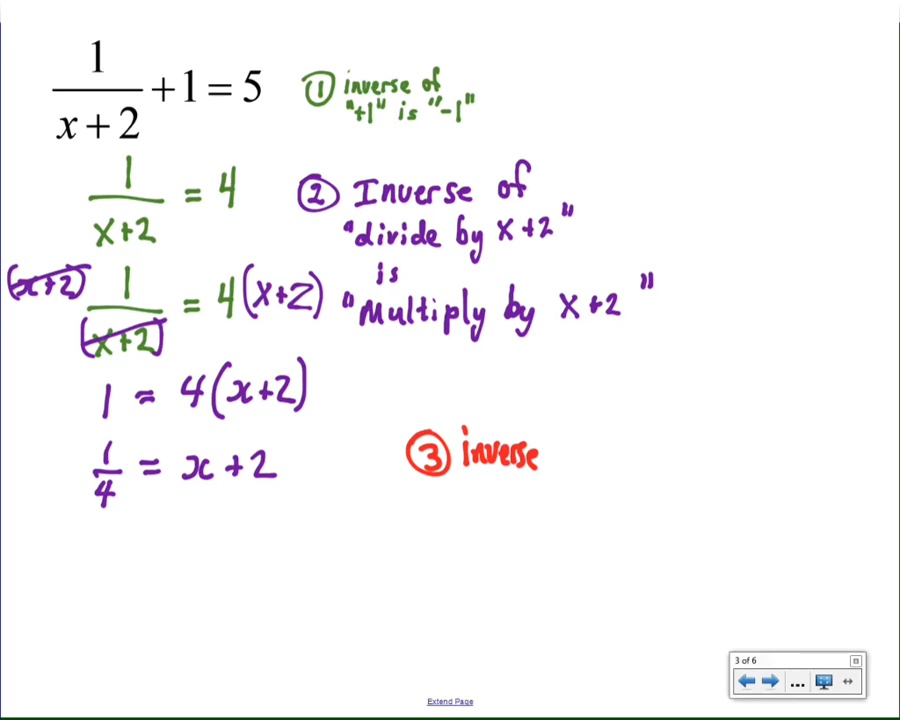 1/(x + 2) + 1 = 5
① inverse of
"+1" is "-1"
1/(x+2) = 4
② Inverse of
"divide by x+2"
is
"Multiply by x+2"
(x+2) 1/(x+2) = 4(x+2)
1 = 4(x+2)
1/4 = x+2
③ inverse
3 of 6
...
Extend Page